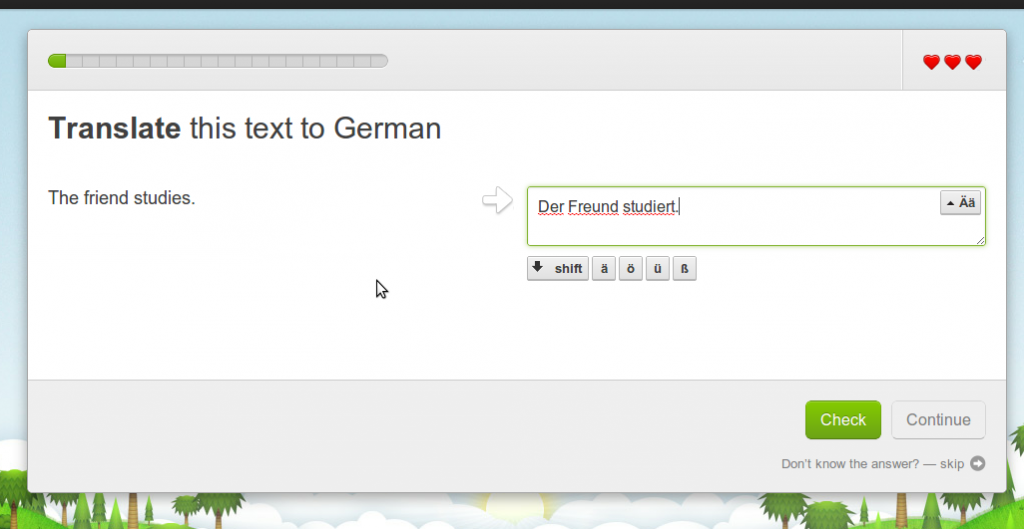 Translate this text to German
The friend studies.
Der Freund studiert.
Ää
shift ä ö ü ß
Check Continue
Don't know the answer? — skip